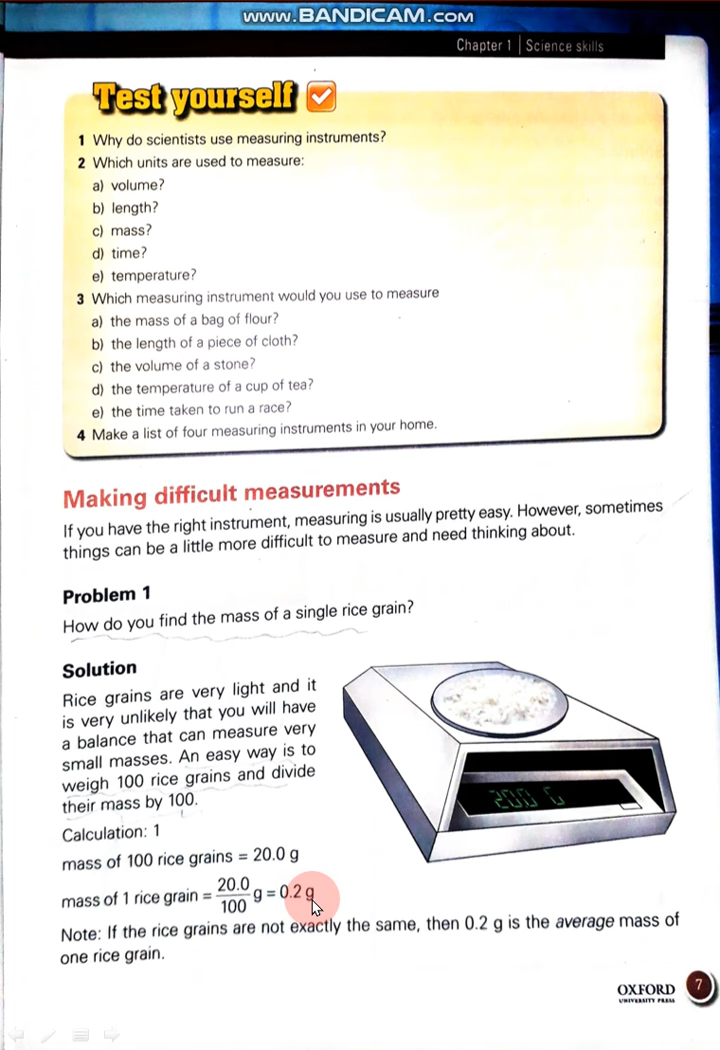 www.BANDICAM.com
Chapter 1 | Science skills
Test yourself
1 Why do scientists use measuring instruments?
2 Which units are used to measure:
a) volume?
b) length?
c) mass?
d) time?
e) temperature?
3 Which measuring instrument would you use to measure
a) the mass of a bag of flour?
b) the length of a piece of cloth?
c) the volume of a stone?
d) the temperature of a cup of tea?
e) the time taken to run a race?
4 Make a list of four measuring instruments in your home.
Making difficult measurements
If you have the right instrument, measuring is usually pretty easy. However, sometimes
things can be a little more difficult to measure and need thinking about.
Problem 1
How do you find the mass of a single rice grain?
Solution
Rice grains are very light and it
is very unlikely that you will have
a balance that can measure very
small masses. An easy way is to
weigh 100 rice grains and divide
their mass by 100.
Calculation: 1
mass of 100 rice grains = 20.0 g
mass of 1 rice grain = 20.0/100 g = 0.2 g
Note: If the rice grains are not exactly the same, then 0.2 g is the average mass of
one rice grain.
OXFORD
UNIVERSITY PRESS
7